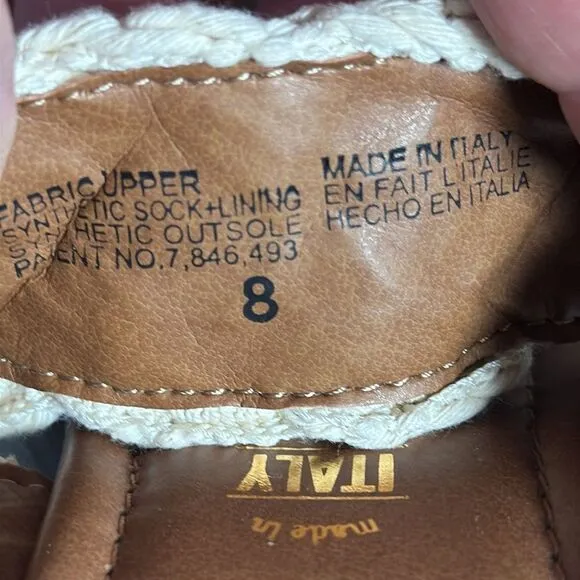 FABRIC UPPER
SYNTHETIC SOCK+LINING
SYNTHETIC OUTSOLE
PATENT NO. 7,846,493
8
MADE IN ITALY
EN FAIT L'ITALIE
HECHO EN ITALIA
made in
ITALY